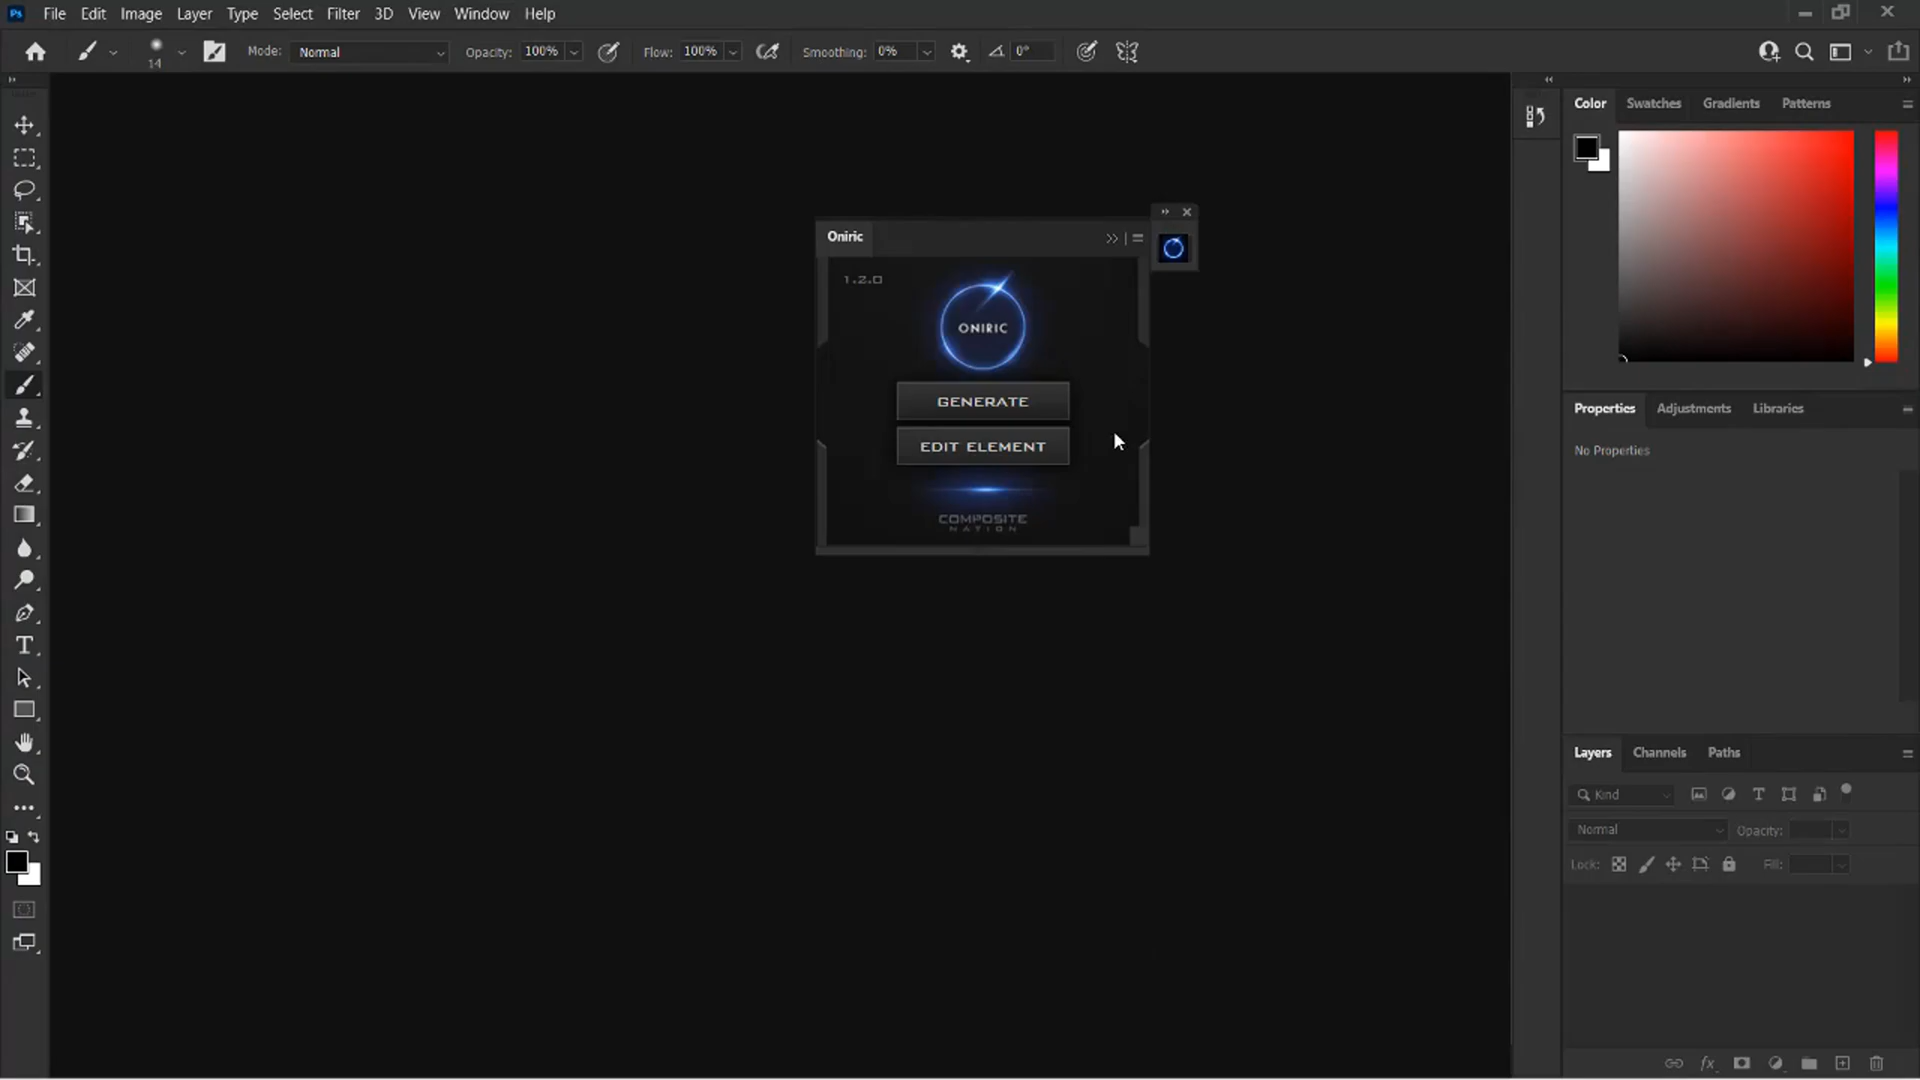 Ps File Edit Image Layer Type Select Filter 3D View Window Help
14 Mode: Normal Opacity: 100% Flow: 100% Smoothing: 0% 0°
Color Swatches Gradients Patterns
Oniric
1.2.0
ONIRIC
GENERATE
EDIT ELEMENT
COMPOSITE
NATION
Properties Adjustments Libraries
No Properties
Layers Channels Paths
Kind
Normal Opacity:
Lock: Fill: